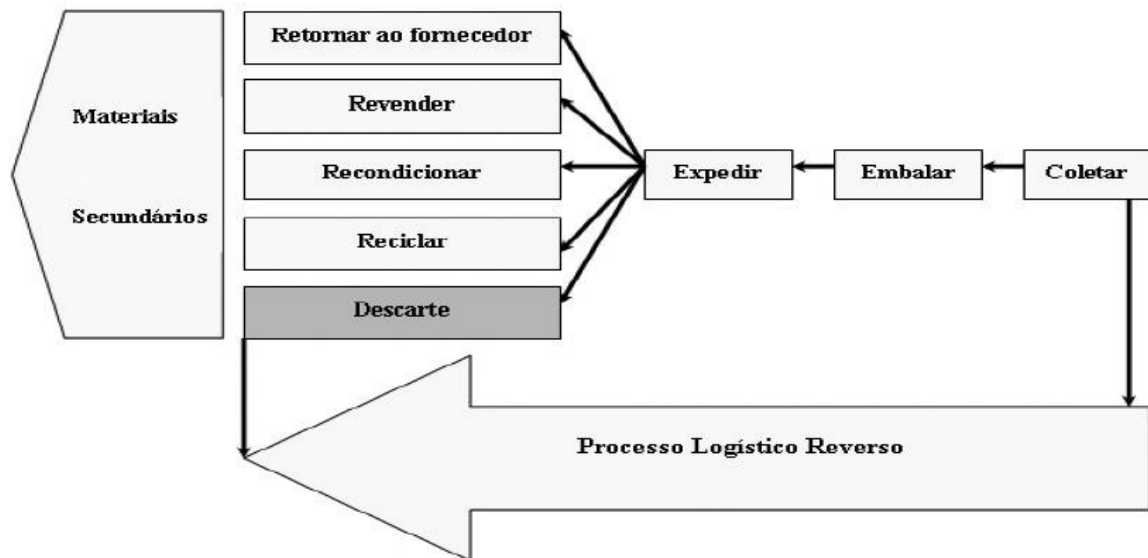 Retornar ao fornecedor
Revender
Materiais
Recondicionar
Expedir
Embalar
Coletar
Secundários
Reciclar
Descarte
Processo Logístico Reverso